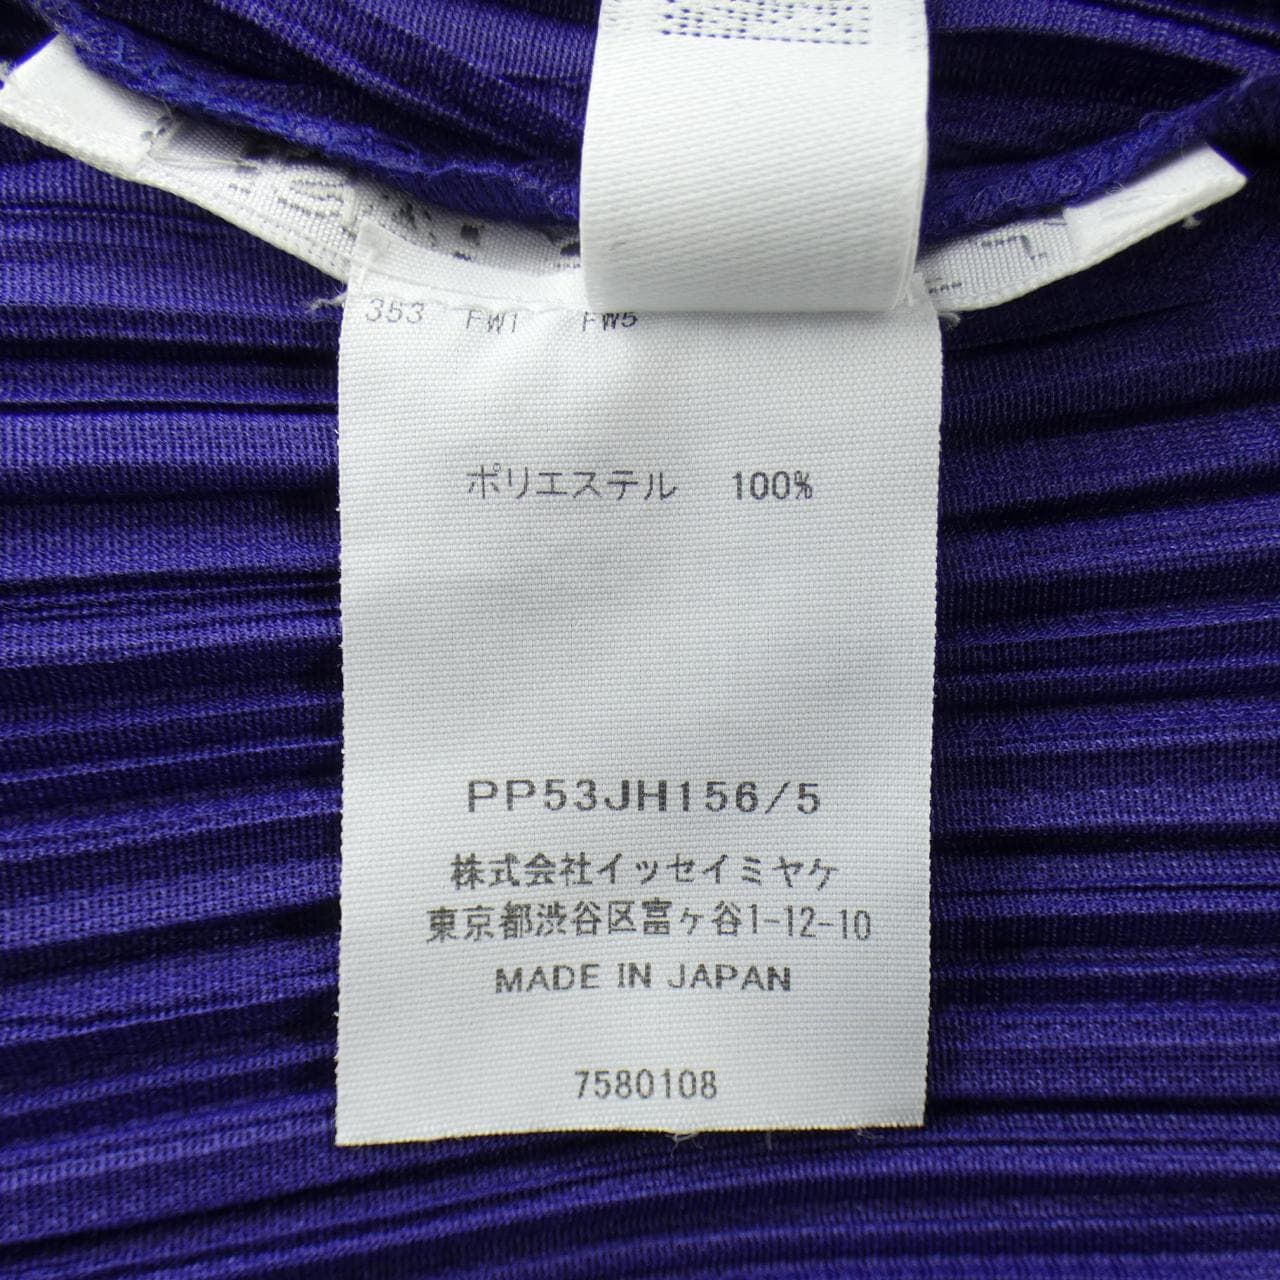 353 FW1 FW5
ポリエステル 100%
PP53JH156/5
株式会社イッセイミヤケ
東京都渋谷区富ヶ谷1-12-10
MADE IN JAPAN
7580108